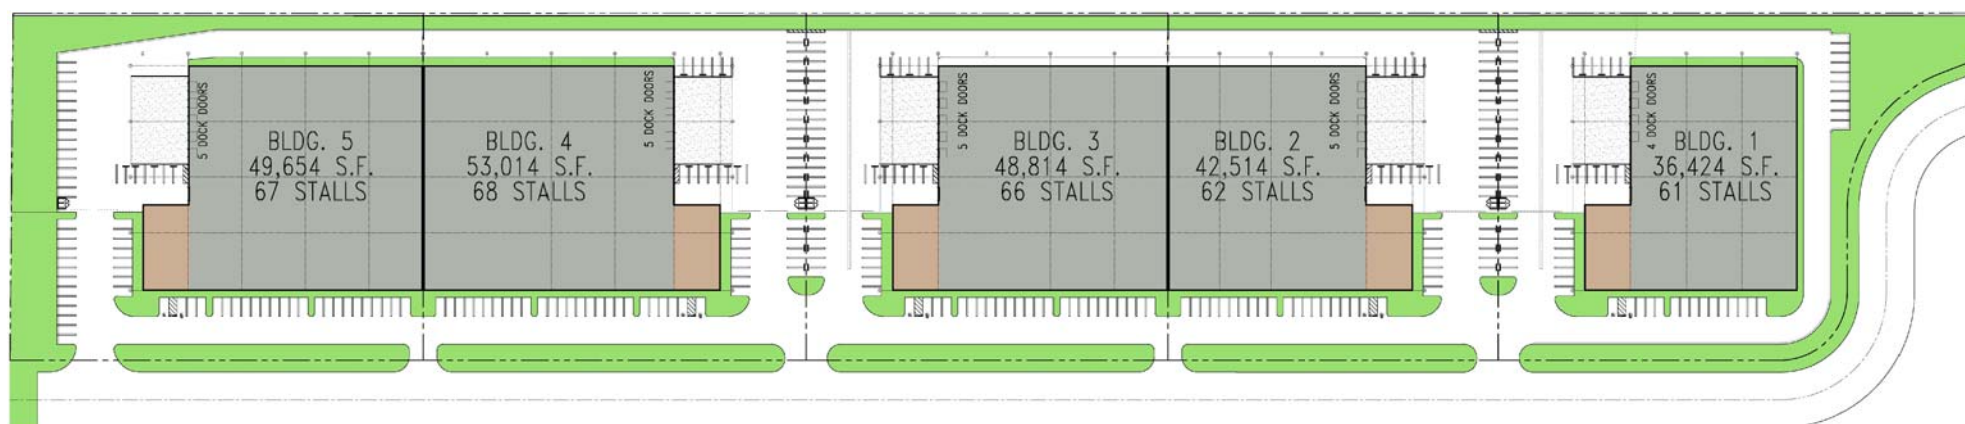 5 DOCK DOORS
BLDG. 5
49,654 S.F.
67 STALLS
BLDG. 4
53,014 S.F.
68 STALLS
5 DOCK DOORS
5 DOCK DOORS
BLDG. 3
48,814 S.F.
66 STALLS
BLDG. 2
42,514 S.F.
62 STALLS
5 DOCK DOORS
4 DOCK DOORS
BLDG. 1
36,424 S.F.
61 STALLS